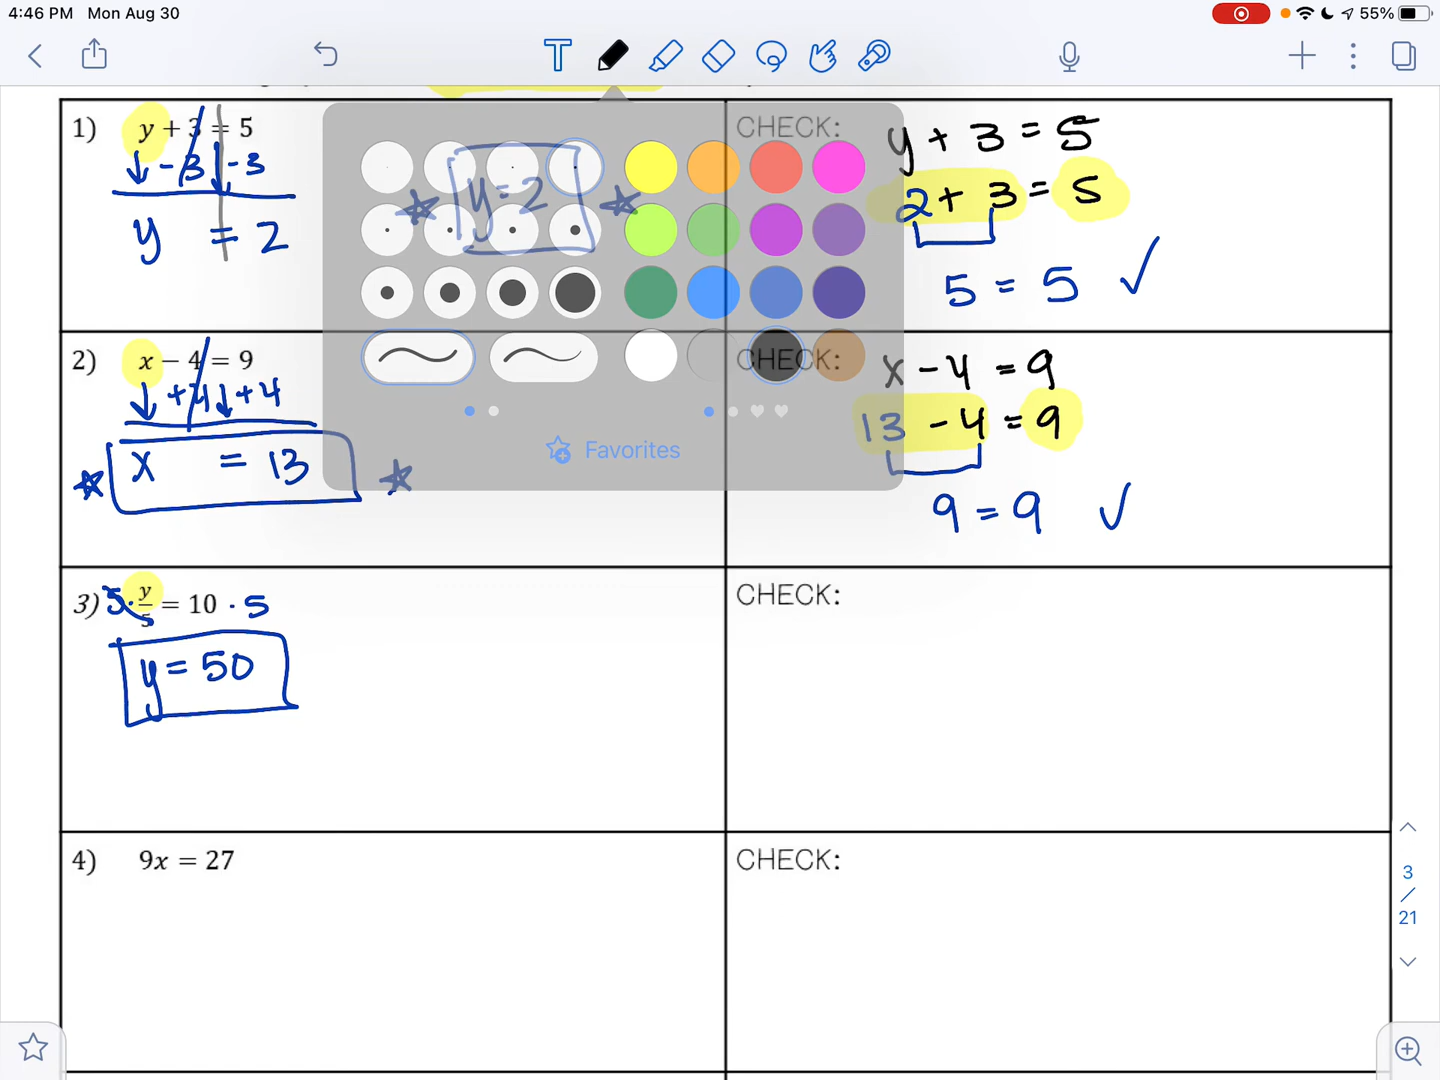 4:46 PM Mon Aug 30
55%
T
1) y + 3 = 5
- 3 - 3
y = 2
y = 2
CHECK:
y + 3 = 5
2 + 3 = 5
5 = 5 ✓
2) x − 4 = 9
+4 +4
x = 13
CHECK:
x - 4 = 9
13 - 4 = 9
9 = 9 ✓
Favorites
3) 5 · y/5 = 10 · 5
y = 50
CHECK:
4) 9x = 27
CHECK:
3
/
21